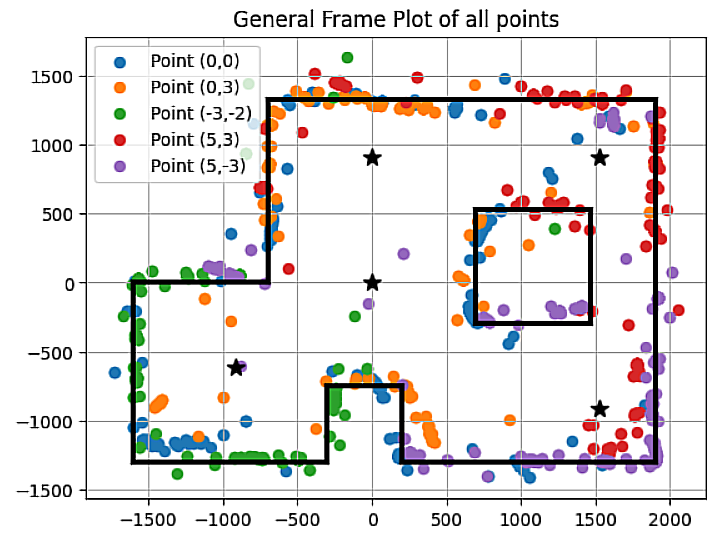 General Frame Plot of all points
Point (0,0)
Point (0,3)
Point (-3,-2)
Point (5,3)
Point (5,-3)
1500
1000
500
0
−500
−1000
−1500
−1500 −1000 −500 0 500 1000 1500 2000